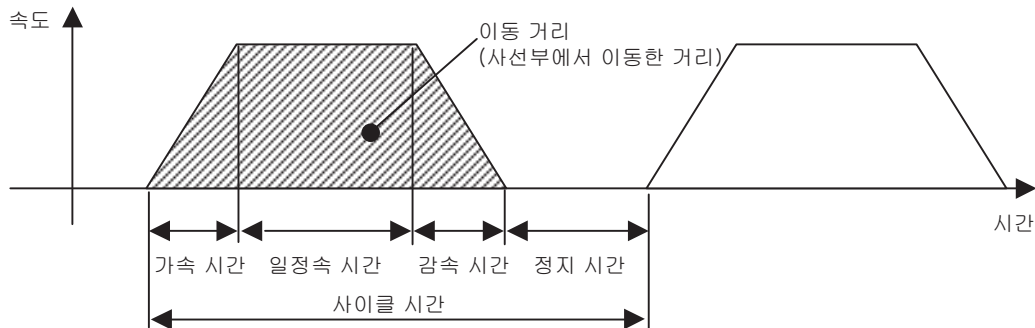 속도
이동 거리
(사선부에서 이동한 거리)
시간
가속 시간
일정속 시간
감속 시간
정지 시간
사이클 시간